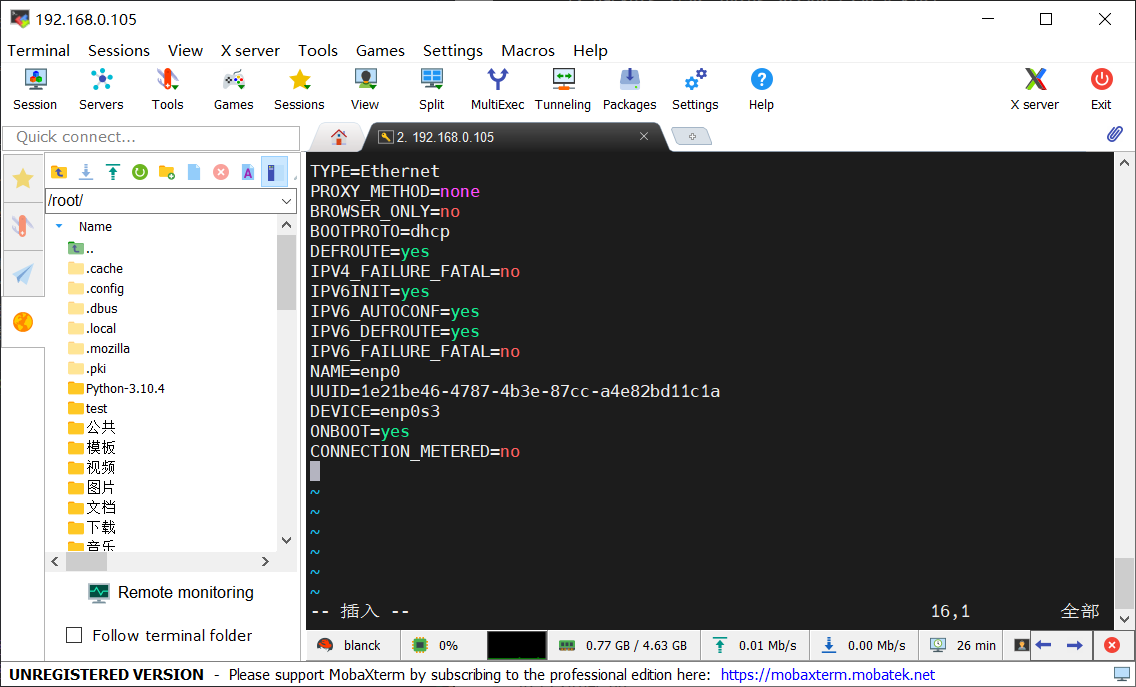 192.168.0.105
Terminal Sessions View X server Tools Games Settings Macros Help
Session Servers Tools Games Sessions View Split MultiExec Tunneling Packages Settings Help X server Exit
Quick connect...
2. 192.168.0.105
/root/
Name
..
.cache
.config
.dbus
.local
.mozilla
.pki
Python-3.10.4
test
公共
模板
视频
图片
文档
下载
音乐
Remote monitoring
Follow terminal folder
TYPE=Ethernet
PROXY_METHOD=none
BROWSER_ONLY=no
BOOTPROTO=dhcp
DEFROUTE=yes
IPV4_FAILURE_FATAL=no
IPV6INIT=yes
IPV6_AUTOCONF=yes
IPV6_DEFROUTE=yes
IPV6_FAILURE_FATAL=no
NAME=enp0
UUID=1e21be46-4787-4b3e-87cc-a4e82bd11c1a
DEVICE=enp0s3
ONBOOT=yes
CONNECTION_METERED=no
~
~
~
~
~
~
-- 插入 -- 16,1 全部
blanck 0% 0.77 GB / 4.63 GB 0.01 Mb/s 0.00 Mb/s 26 min
UNREGISTERED VERSION - Please support MobaXterm by subscribing to the professional edition here: https://mobaxterm.mobatek.net